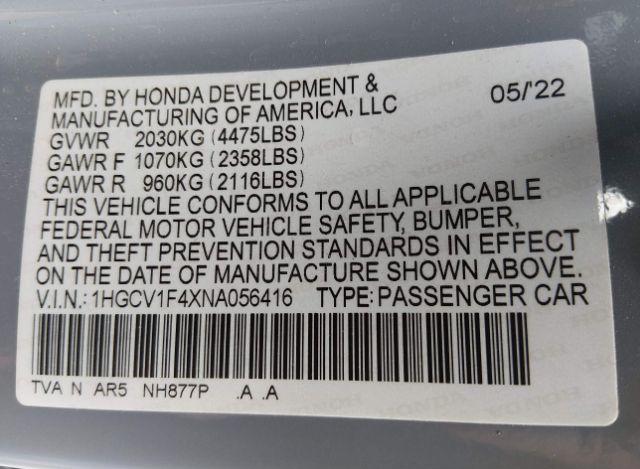 MFD. BY HONDA DEVELOPMENT &
MANUFACTURING OF AMERICA, LLC 05/'22
GVWR 2030KG (4475LBS)
GAWR F 1070KG (2358LBS)
GAWR R 960KG (2116LBS)
THIS VEHICLE CONFORMS TO ALL APPLICABLE
FEDERAL MOTOR VEHICLE SAFETY, BUMPER,
AND THEFT PREVENTION STANDARDS IN EFFECT
ON THE DATE OF MANUFACTURE SHOWN ABOVE.
V.I.N.: 1HGCV1F4XNA056416 TYPE: PASSENGER CAR
TVA N AR5 NH877P .A .A